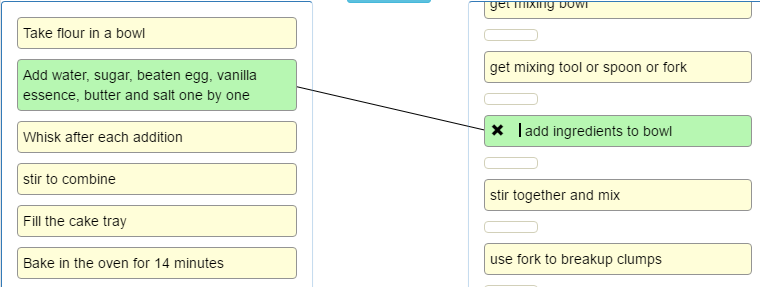 Take flour in a bowl
Add water, sugar, beaten egg, vanilla
essence, butter and salt one by one
Whisk after each addition
stir to combine
Fill the cake tray
Bake in the oven for 14 minutes
get mixing bowl
get mixing tool or spoon or fork
✖ | add ingredients to bowl
stir together and mix
use fork to breakup clumps